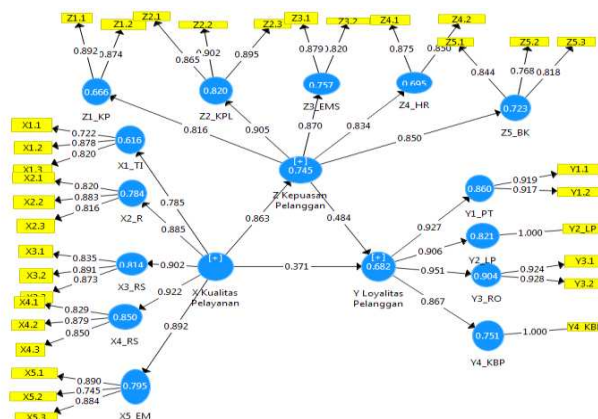 Z1.1
Z1.2
Z2.1
Z2.2
Z2.3
Z3.1
Z3.2
Z4.1
Z4.2
Z5.1
Z5.2
Z5.3
0.892
0.874
0.865
0.902
0.895
0.879
0.820
0.875
0.850
0.844
0.768
0.818
0.666
Z1_KP
0.820
Z2_KPL
0.757
Z3_EMS
0.695
Z4_HR
0.723
Z5_BK
0.816
0.905
0.870
0.834
0.850
[+]
0.745
Z Kepuasan
Pelanggan
X1.1
X1.2
X1.3
0.722
0.878
0.820
0.616
X1_TI
X2.1
X2.2
X2.3
0.820
0.883
0.816
0.784
X2_R
X3.1
X3.2
0.835
0.891
0.873
0.814
X3_RS
X4.1
X4.2
X4.3
0.829
0.879
0.850
0.850
X4_RS
X5.1
X5.2
X5.3
0.890
0.745
0.884
0.795
X5_EM
0.785
0.885
0.902
0.922
0.892
[+]
X Kualitas
Pelayanan
0.863
0.484
0.371
[+]
0.682
Y Loyalitas
Pelanggan
0.927
0.906
0.951
0.867
0.860
Y1_PT
0.919
0.917
Y1.1
Y1.2
0.821
Y2_LP
1.000
Y2_LP
0.904
Y3_RO
0.924
0.928
Y3.1
Y3.2
0.751
Y4_KBP
1.000
Y4_KBP